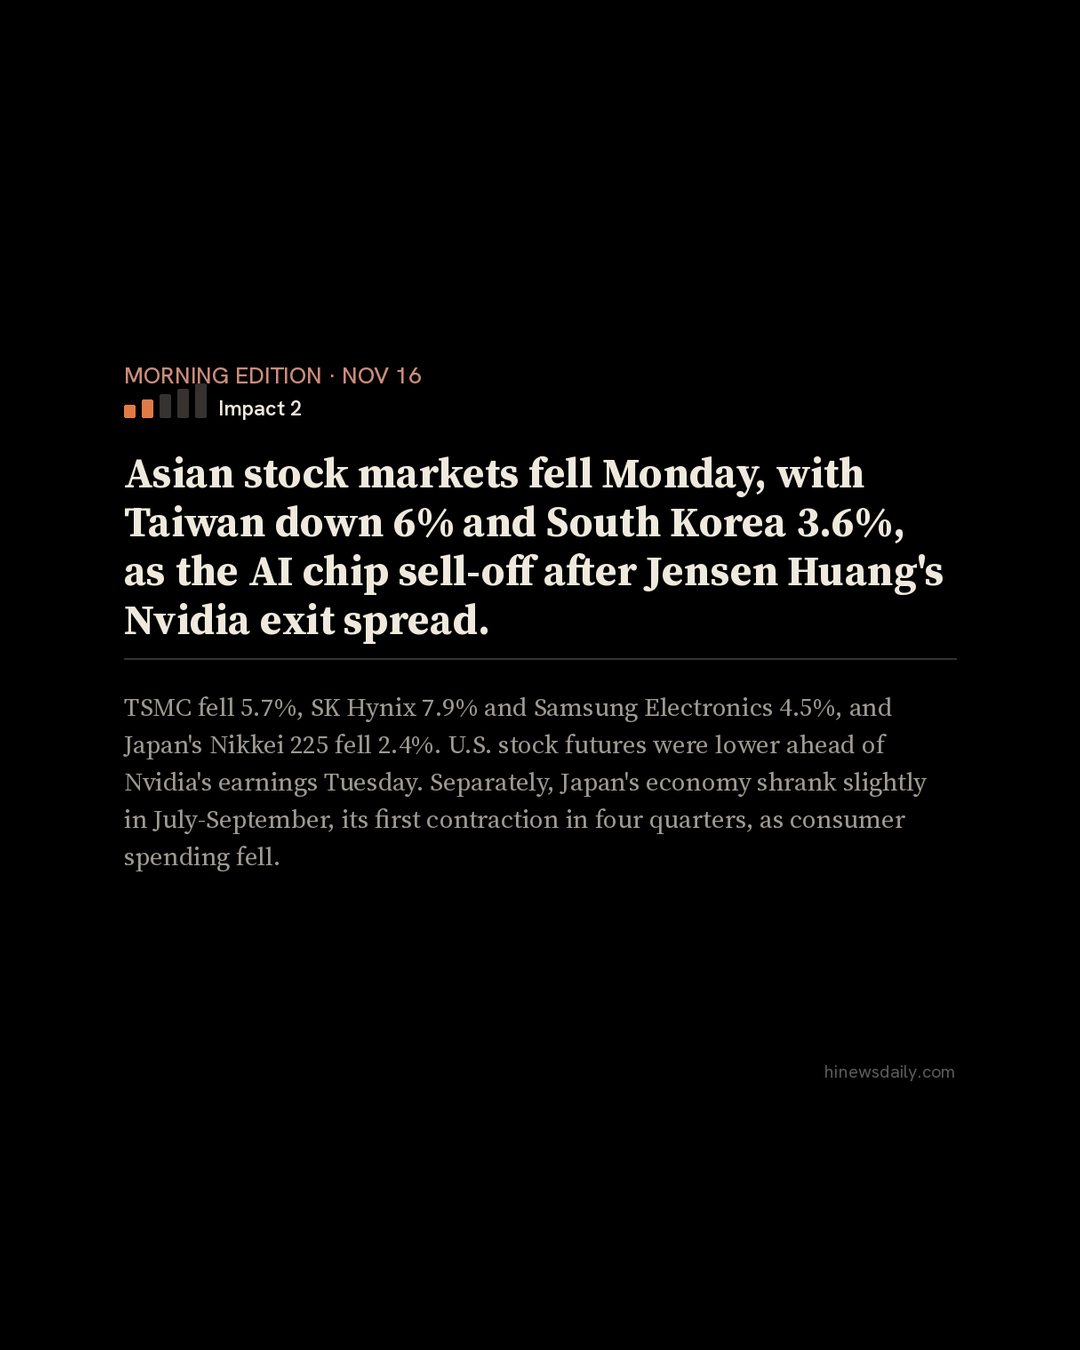 MORNING EDITION · NOV 16
Impact 2
Asian stock markets fell Monday, with
Taiwan down 6% and South Korea 3.6%,
as the AI chip sell-off after Jensen Huang's
Nvidia exit spread.
TSMC fell 5.7%, SK Hynix 7.9% and Samsung Electronics 4.5%, and
Japan's Nikkei 225 fell 2.4%. U.S. stock futures were lower ahead of
Nvidia's earnings Tuesday. Separately, Japan's economy shrank slightly
in July-September, its first contraction in four quarters, as consumer
spending fell.
hinewsdaily.com